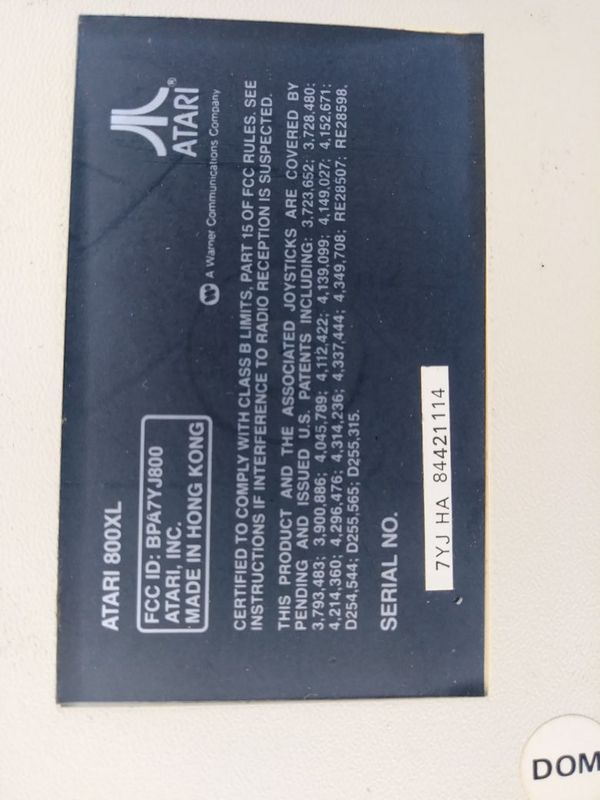 ATARI®
A Warner Communications Company
ATARI 800XL
FCC ID: BPA7YJ800
ATARI, INC.
MADE IN HONG KONG
CERTIFIED TO COMPLY WITH CLASS B LIMITS, PART 15 OF FCC RULES. SEE
INSTRUCTIONS IF INTERFERENCE TO RADIO RECEPTION IS SUSPECTED.
THIS PRODUCT AND THE ASSOCIATED JOYSTICKS ARE COVERED BY
PENDING AND ISSUED U.S. PATENTS INCLUDING: 3,723,652; 3,728,480;
3,793,483; 3,900,886; 4,045,789; 4,112,422; 4,139,099; 4,149,027; 4,152,671;
4,214,360; 4,296,476; 4,314,236; 4,337,444; 4,349,708; RE28507; RE28598.
D254,544; D255,565; D255,315.
SERIAL NO.
7YJ HA 84421114
DOM